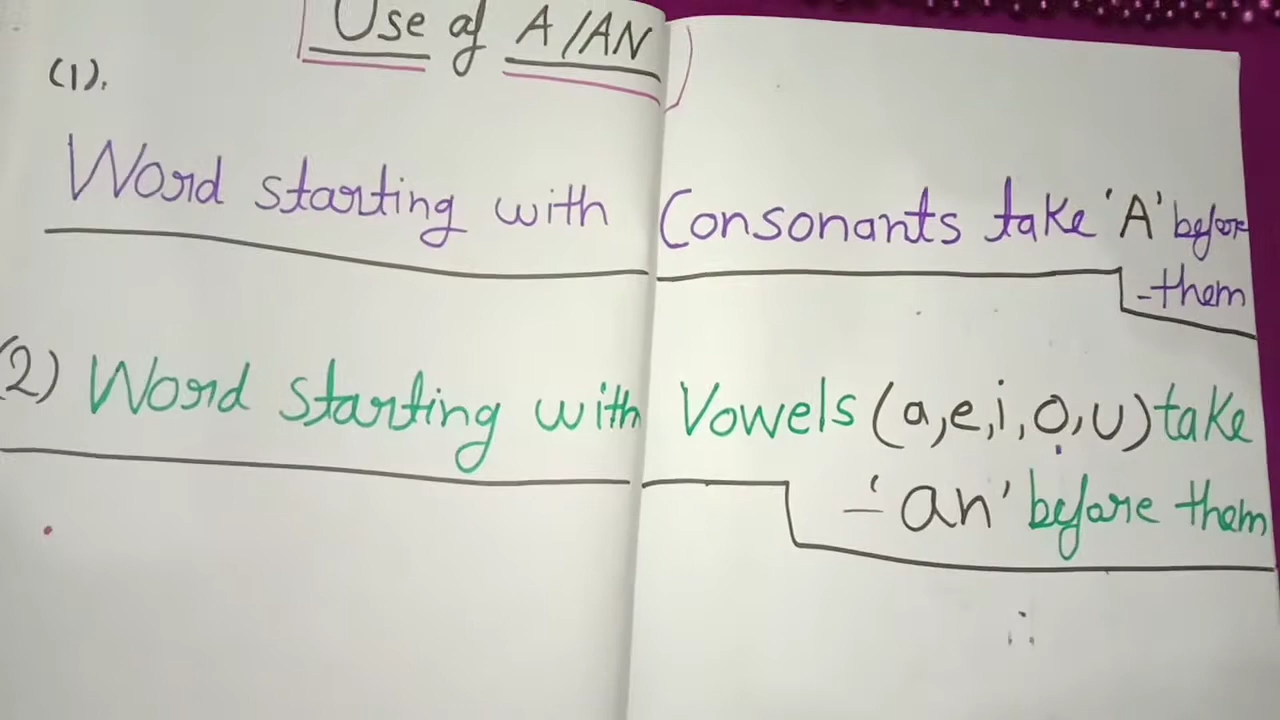 Use of A/AN
(1).
Word starting with Consonants take 'A' before
-them
(2) Word starting with Vowels (a,e,i,o,u) take
- 'an' before them